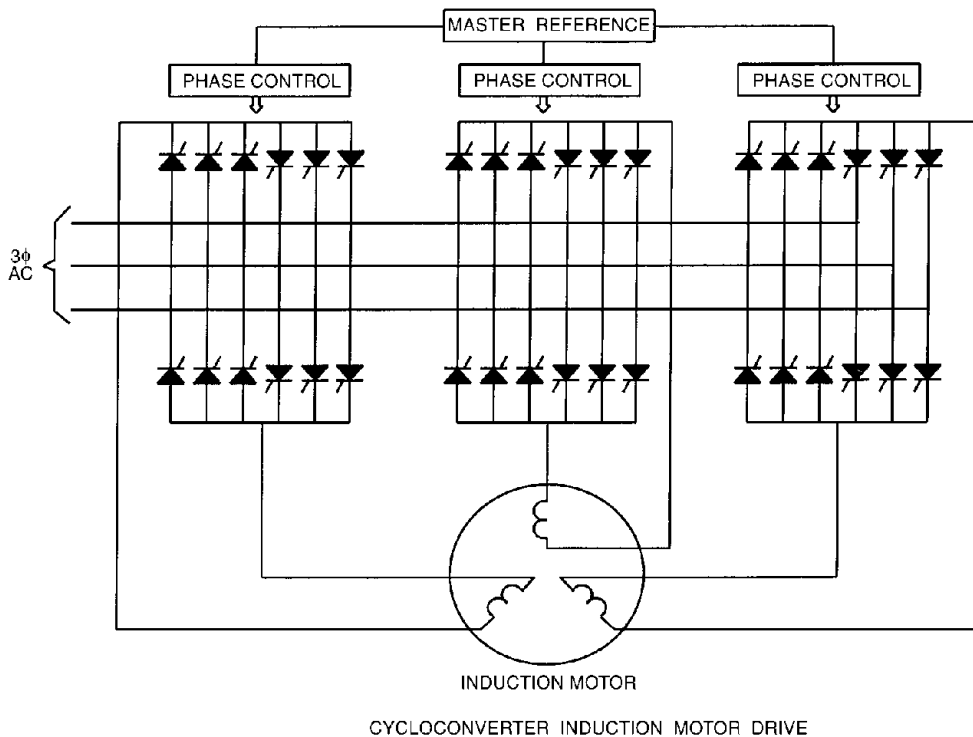 MASTER REFERENCE
PHASE CONTROL
PHASE CONTROL
PHASE CONTROL
3ϕ
AC
INDUCTION MOTOR
CYCLOCONVERTER INDUCTION MOTOR DRIVE